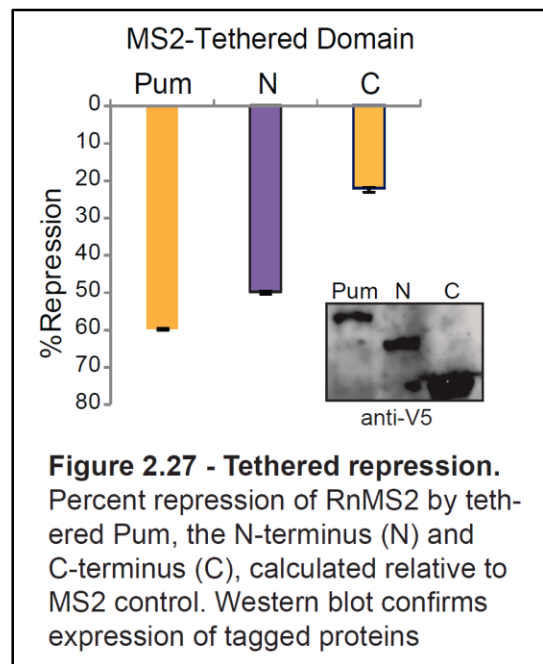 MS2-Tethered Domain
Pum N C
0
10
20
30
40
50
60
70
80
%Repression
Pum N C
anti-V5
Figure 2.27 - Tethered repression.
Percent repression of RnMS2 by teth-
ered Pum, the N-terminus (N) and
C-terminus (C), calculated relative to
MS2 control. Western blot confirms
expression of tagged proteins